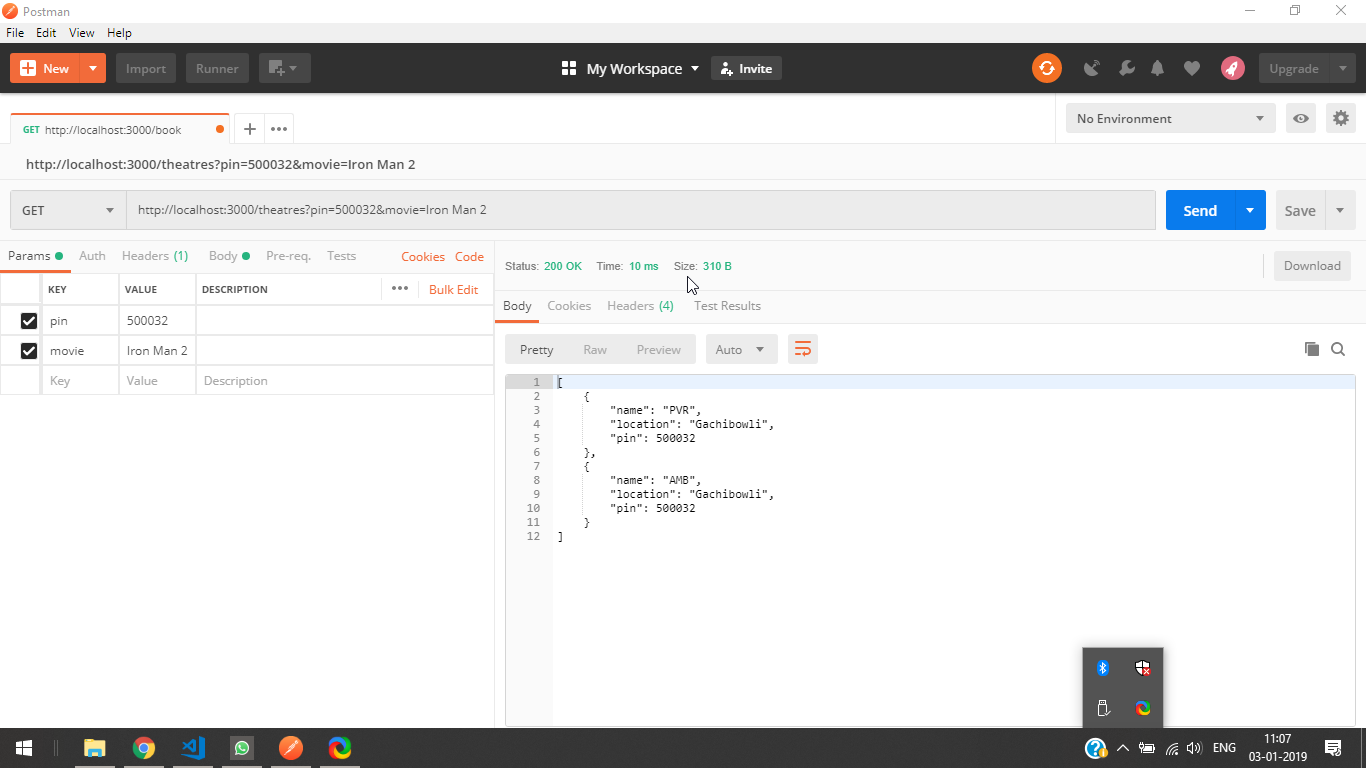 Postman
File Edit View Help
New Import Runner My Workspace Invite Upgrade
GET http://localhost:3000/book No Environment
http://localhost:3000/theatres?pin=500032&movie=Iron Man 2
GET http://localhost:3000/theatres?pin=500032&movie=Iron Man 2 Send Save
Params Auth Headers (1) Body Pre-req. Tests Cookies Code
KEY VALUE DESCRIPTION Bulk Edit
pin 500032
movie Iron Man 2
Key Value Description
Status: 200 OK Time: 10 ms Size: 310 B Download
Body Cookies Headers (4) Test Results
Pretty Raw Preview Auto
1 [
2 {
3 "name": "PVR",
4 "location": "Gachibowli",
5 "pin": 500032
6 },
7 {
8 "name": "AMB",
9 "location": "Gachibowli",
10 "pin": 500032
11 }
12 ]
ENG 11:07
03-01-2019